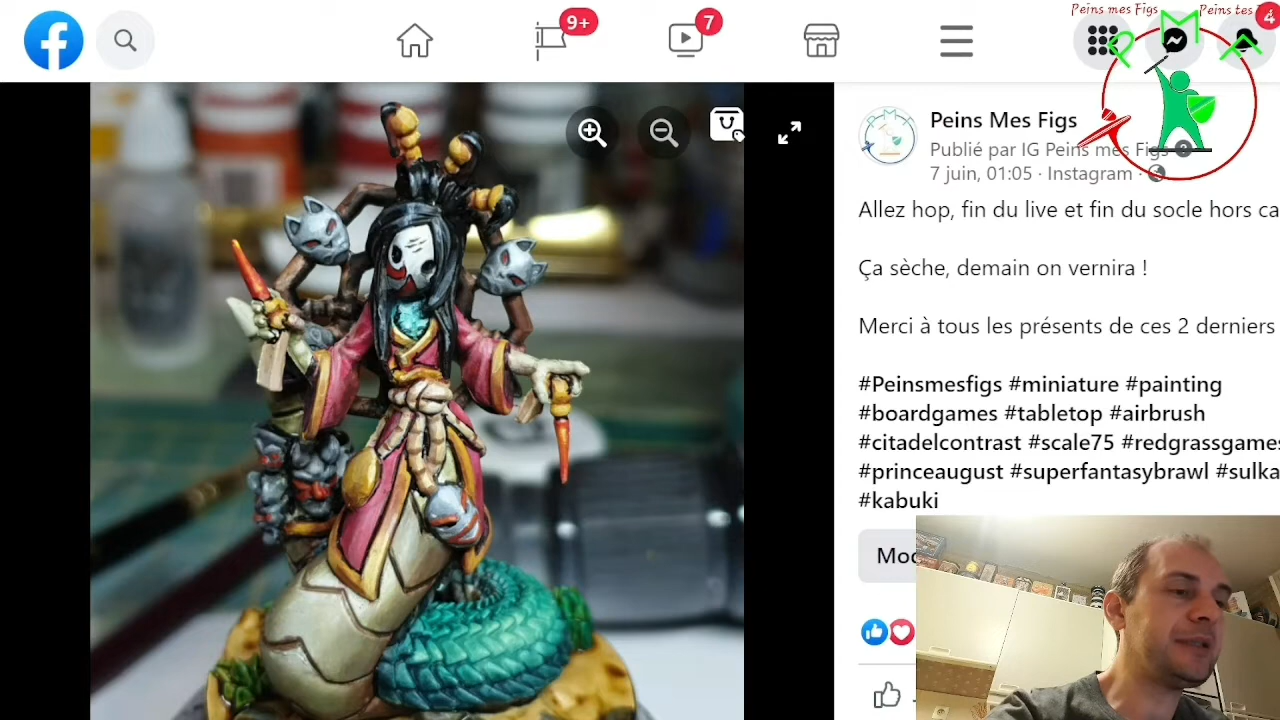 Peins mes Figs
Peins tes F
9+
7
4
P M A
Peins Mes Figs
Publié par IG Peins mes Figs
7 juin, 01:05 · Instagram ·
Allez hop, fin du live et fin du socle hors ca
Ça sèche, demain on vernira !
Merci à tous les présents de ces 2 derniers
#Peinsmesfigs #miniature #painting
#boardgames #tabletop #airbrush
#citadelcontrast #scale75 #redgrassgames
#princeaugust #superfantasybrawl #sulka
#kabuki
Moc